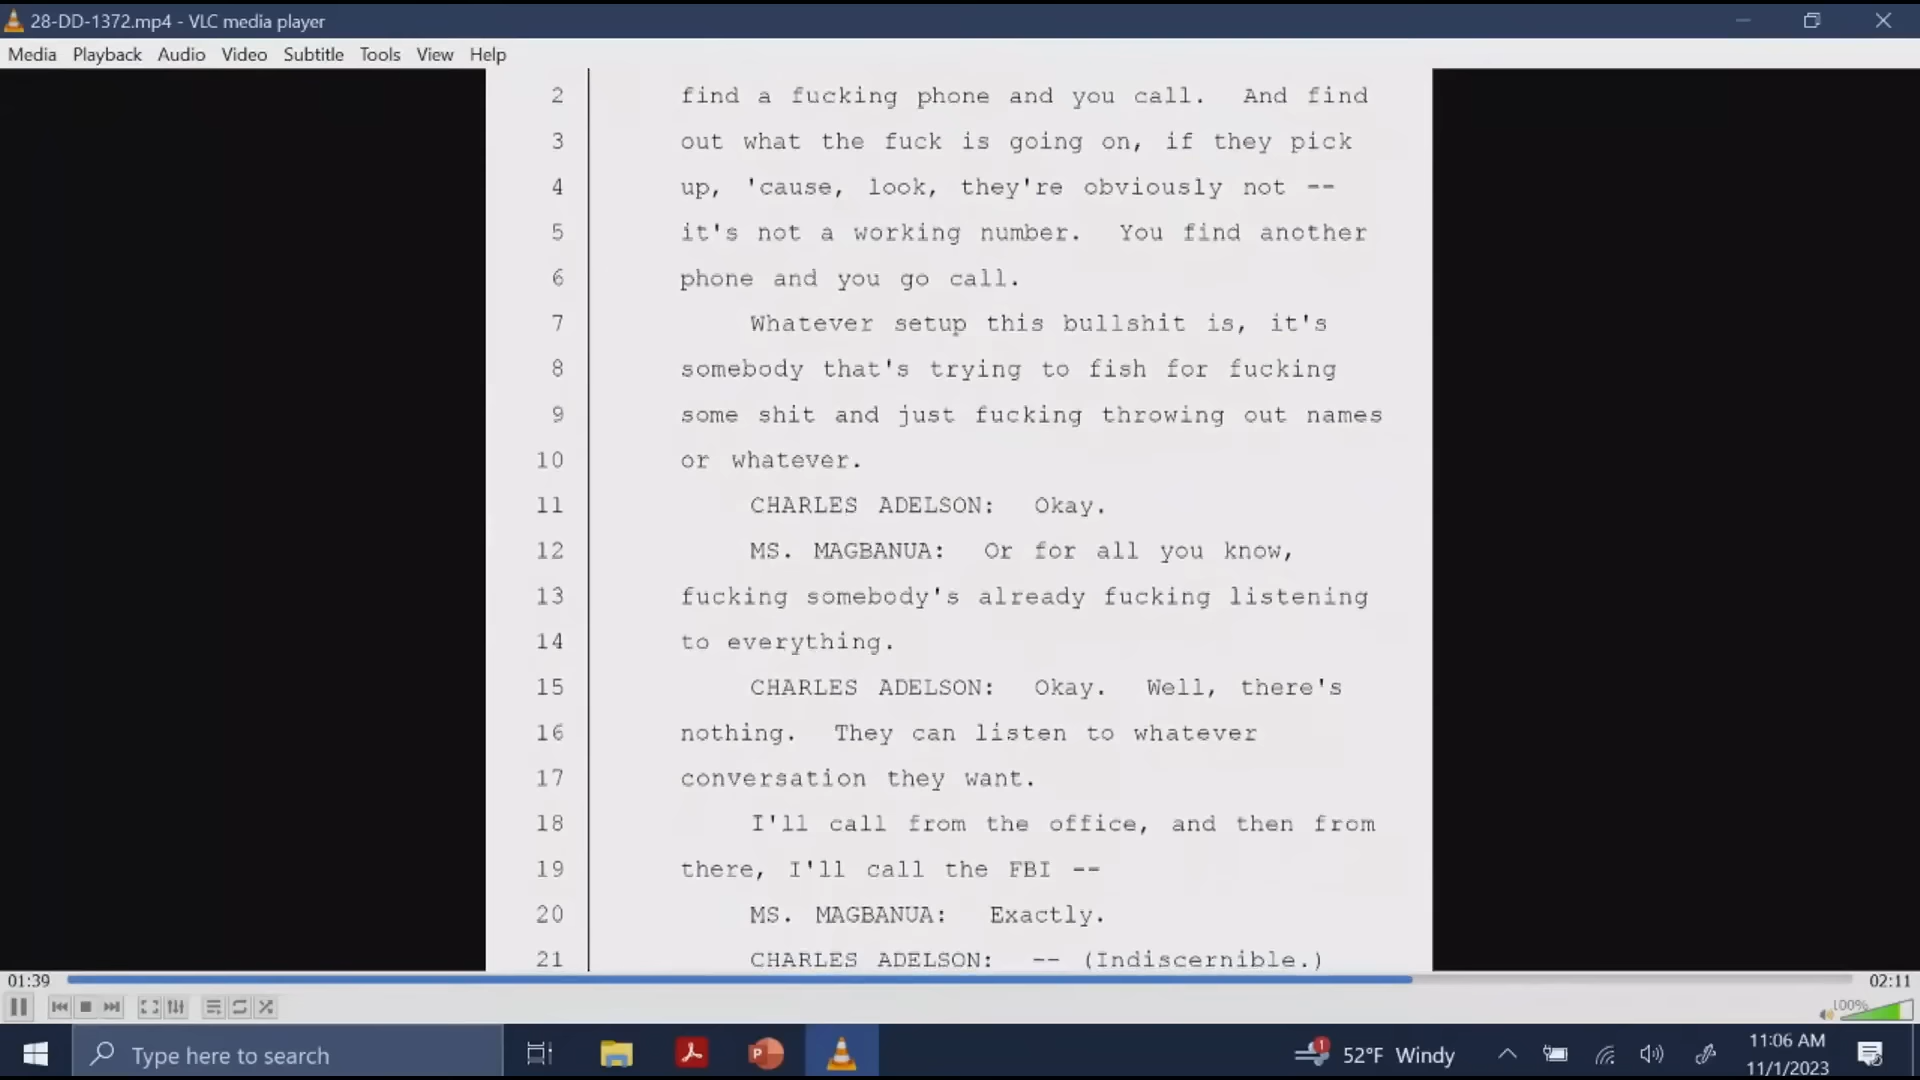 28-DD-1372.mp4 - VLC media player
Media Playback Audio Video Subtitle Tools View Help
2 find a fucking phone and you call. And find
3 out what the fuck is going on, if they pick
4 up, 'cause, look, they're obviously not --
5 it's not a working number. You find another
6 phone and you go call.
7 Whatever setup this bullshit is, it's
8 somebody that's trying to fish for fucking
9 some shit and just fucking throwing out names
10 or whatever.
11 CHARLES ADELSON: Okay.
12 MS. MAGBANUA: Or for all you know,
13 fucking somebody's already fucking listening
14 to everything.
15 CHARLES ADELSON: Okay. Well, there's
16 nothing. They can listen to whatever
17 conversation they want.
18 I'll call from the office, and then from
19 there, I'll call the FBI --
20 MS. MAGBANUA: Exactly.
21 CHARLES ADELSON: -- (Indiscernible.)
01:39 02:11
100%
Type here to search
P
1
52°F Windy
11:06 AM
11/1/2023